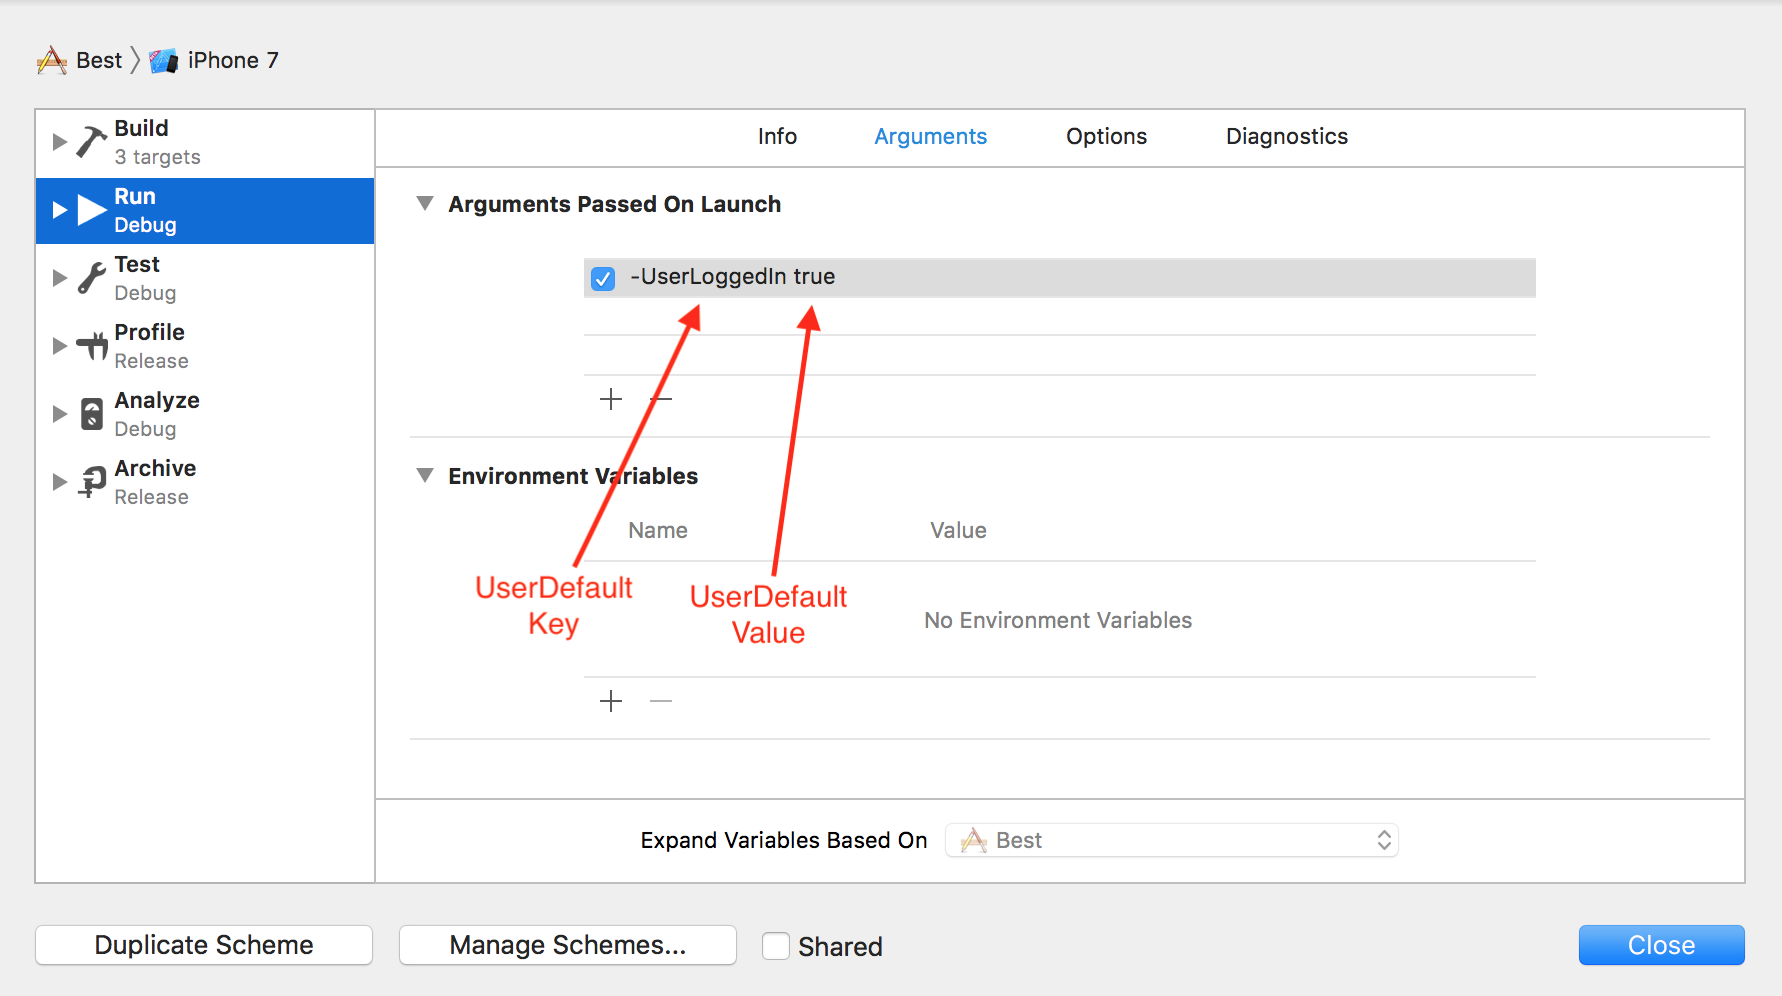 Best
iPhone 7
Build
3 targets
Run
Debug
Test
Debug
Profile
Release
Analyze
Debug
Archive
Release
Info
Arguments
Options
Diagnostics
Arguments Passed On Launch
-UserLoggedIn true
Environment Variables
Name
Value
UserDefault
Key
UserDefault
Value
No Environment Variables
Expand Variables Based On
Best
Duplicate Scheme
Manage Schemes...
Shared
Close